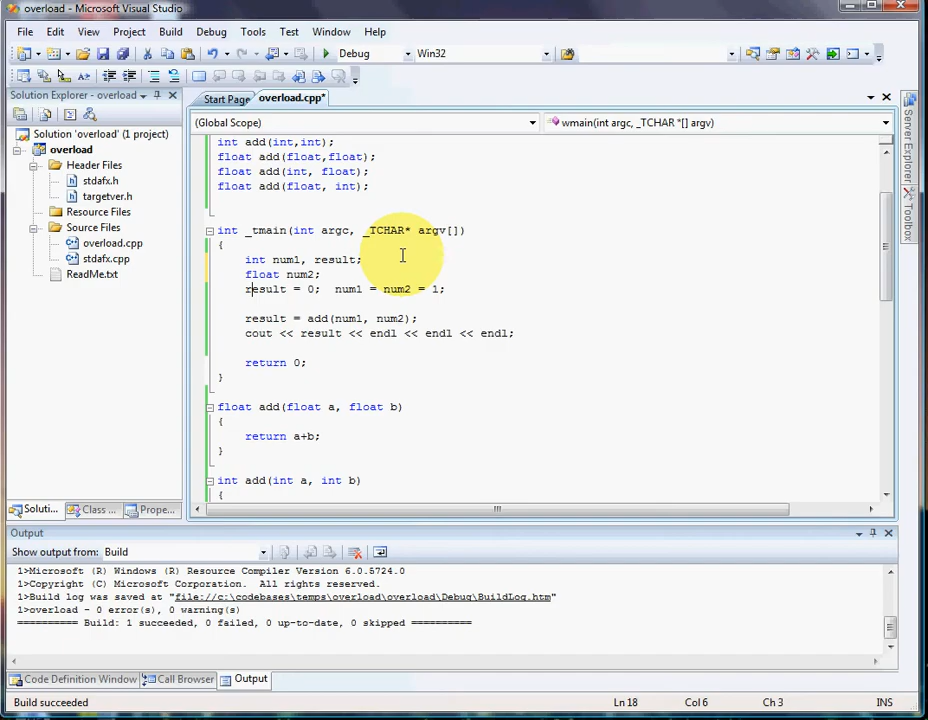 overload - Microsoft Visual Studio
File Edit View Project Build Debug Tools Test Window Help
Debug Win32
Solution Explorer - overload
Start Page overload.cpp*
(Global Scope) wmain(int argc, _TCHAR *[] argv)
Solution 'overload' (1 project)
overload
Header Files
stdafx.h
targetver.h
Resource Files
Source Files
overload.cpp
stdafx.cpp
ReadMe.txt
int add(int,int);
float add(float,float);
float add(int, float);
float add(float, int);
int _tmain(int argc, _TCHAR* argv[])
{
int num1, result;
float num2;
result = 0;  num1 = num2 = 1;
result = add(num1, num2);
cout << result << endl << endl << endl;
return 0;
}
float add(float a, float b)
{
return a+b;
}
int add(int a, int b)
{
Server Explorer
Toolbox
Soluti... Class ... Prope...
Output
Show output from: Build
1>Microsoft (R) Windows (R) Resource Compiler Version 6.0.5724.0
1>Copyright (C) Microsoft Corporation.  All rights reserved.
1>Build log was saved at "file://c:\codebases\temps\overload\overload\Debug\BuildLog.htm"
1>overload - 0 error(s), 0 warning(s)
========== Build: 1 succeeded, 0 failed, 0 up-to-date, 0 skipped ==========
Code Definition Window Call Browser Output
Build succeeded Ln 18 Col 6 Ch 3 INS